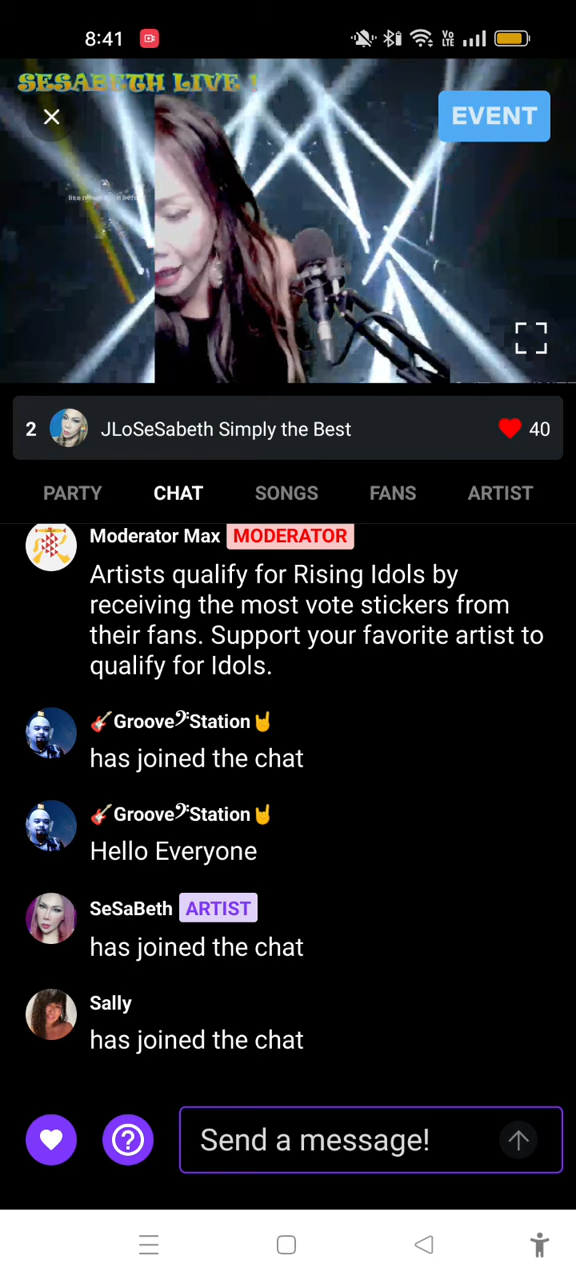 8:41
VO
LTE
SESABETH LIVE !
EVENT
2 JLoSeSabeth Simply the Best 40
PARTY CHAT SONGS FANS ARTIST
Moderator Max MODERATOR
Artists qualify for Rising Idols by
receiving the most vote stickers from
their fans. Support your favorite artist to
qualify for Idols.
🎸Groove𝄢Station🤘
has joined the chat
🎸Groove𝄢Station🤘
Hello Everyone
SeSaBeth ARTIST
has joined the chat
Sally
has joined the chat
Send a message!